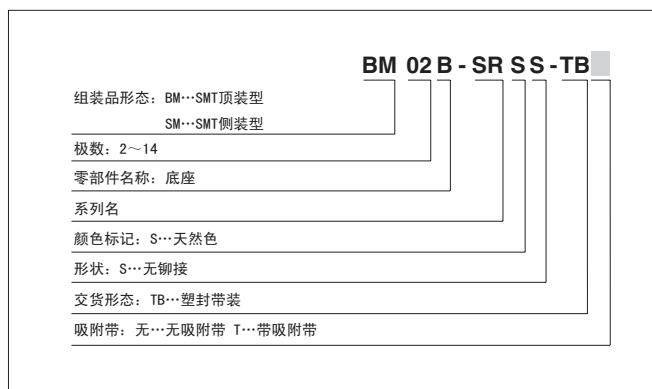 BM 02 B - SR S S - TB
组装品形态：BM…SMT顶装型
SM…SMT侧装型
极数：2～14
零部件名称：底座
系列名
颜色标记：S…天然色
形状：S…无铆接
交货形态：TB…塑封带装
吸附带：无…无吸附带 T…带吸附带